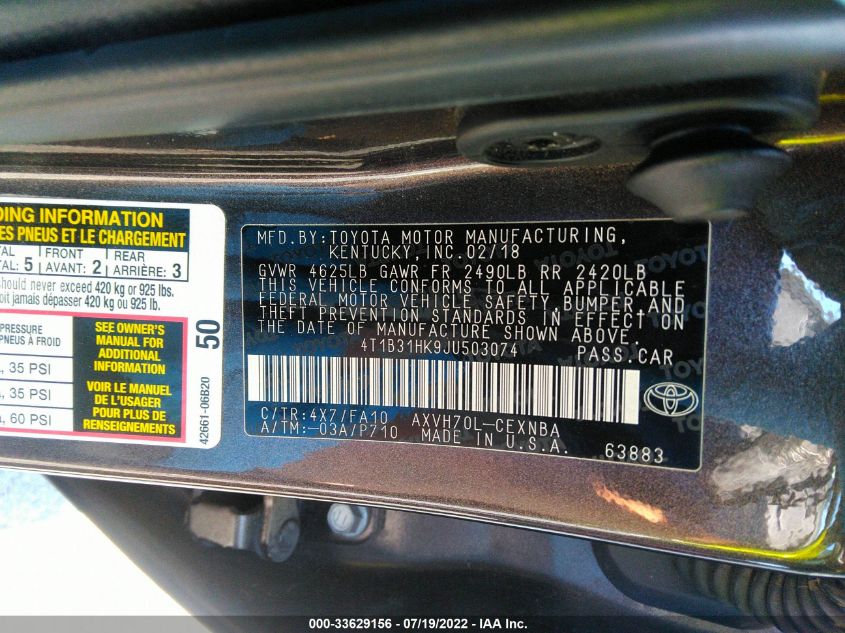 DING INFORMATION
ES PNEUS ET LE CHARGEMENT
TAL: 5 FRONT AVANT: 2 REAR ARRIÈRE: 3
hould never exceed 420 kg or 925 lbs.
oit jamais dépasser 420 kg ou 925 lb.
PRESSURE
PNEUS À FROID
, 35 PSI
, 35 PSI
, 60 PSI
SEE OWNER'S
MANUAL FOR
ADDITIONAL
INFORMATION
VOIR LE MANUEL
DE L'USAGER
POUR PLUS DE
RENSEIGNEMENTS
50
42661-06B20
MFD. BY: TOYOTA MOTOR MANUFACTURING,
KENTUCKY, INC. 02/18
GVWR 4625LB GAWR FR 2490LB RR 2420LB
THIS VEHICLE CONFORMS TO ALL APPLICABLE
FEDERAL MOTOR VEHICLE SAFETY, BUMPER, AND
THEFT PREVENTION STANDARDS IN EFFECT ON
THE DATE OF MANUFACTURE SHOWN ABOVE.
4T1B31HK9JU503074 PASS. CAR
C/TR: 4X7/FA10 AXVH70L-CEXNBA
A/TM: -03A/P710 MADE IN U.S.A. 63883
000-33629156 - 07/19/2022 - IAA Inc.